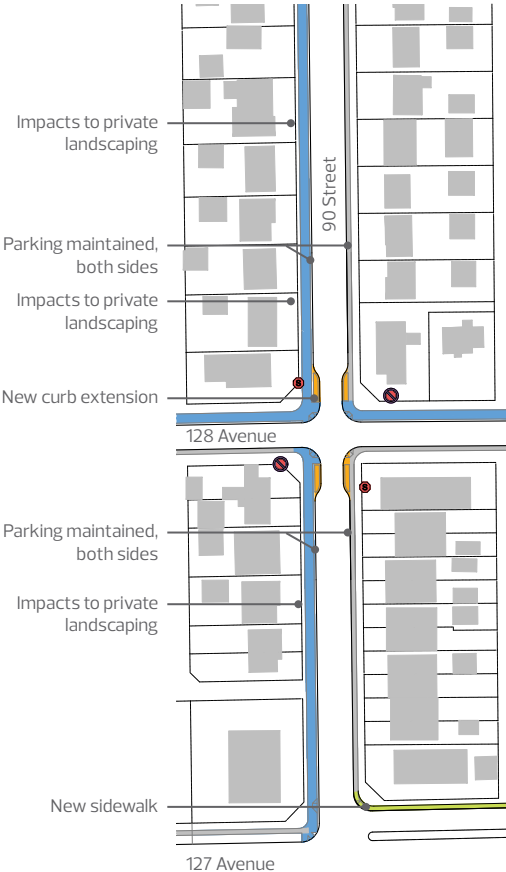 Impacts to private
landscaping
90 Street
Parking maintained,
both sides
Impacts to private
landscaping
New curb extension
128 Avenue
Parking maintained,
both sides
Impacts to private
landscaping
New sidewalk
127 Avenue